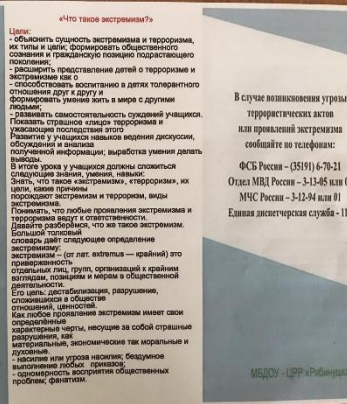 «Что такое экстремизм?»
Цели:
- объяснить сущность экстремизма и терроризма,
их типы и цели; формировать общественного
сознания и гражданскую позицию подрастающего
поколения;
- расширить представление детей о терроризме и
экстремизме как о
- способствовать воспитанию в детях толерантного
отношения друг к другу и
формировать умение жить в мире с другими
людьми;
- развивать самостоятельность суждений учащихся.
Показать страшное «лицо» терроризма и
ужасающие последствия этого
Развитие у учащихся навыков ведения дискуссии,
обсуждения и анализа
полученной информации; выработка умения делать
выводы.
В итоге урока у учащихся должны сложиться
следующие знания, умения, навыки:
Знать, что такое «экстремизм», «терроризм», их
цели, какие причины
порождают экстремизм и терроризм, виды
экстремизма.
Понимать, что любые проявления экстремизма и
терроризма ведут к ответственности.
Давайте разберёмся, что же такое экстремизм.
Большой толковый
словарь даёт следующее определение
экстремизму:
экстремизм – (от лат. extremus — крайний) это
приверженность
отдельных лиц, групп, организаций к крайним
взглядам, позициям и мерам в общественной
деятельности.
Его цель: дестабилизация, разрушение,
сложившихся в обществе
отношений, ценностей.
Как любое проявление экстремизм имеет свои
определённые
характерные черты, несущие за собой страшные
разрушения, как
материальные, экономические так моральные и
духовные.
- насилие или угроза насилия; бездумное
выполнение любых приказов;
- одномерность восприятия общественных
проблем; фанатизм.
В случае возникновения угрозы
террористических актов
или проявлений экстремизма
сообщайте по телефонам:
ФСБ России – (35191) 6-70-21
Отдел МВД России – 3-13-05 или
МЧС России – 3-12-94 или 01
Единая диспетчерская служба - 11
МБДОУ - ЦРР «Рябинушка